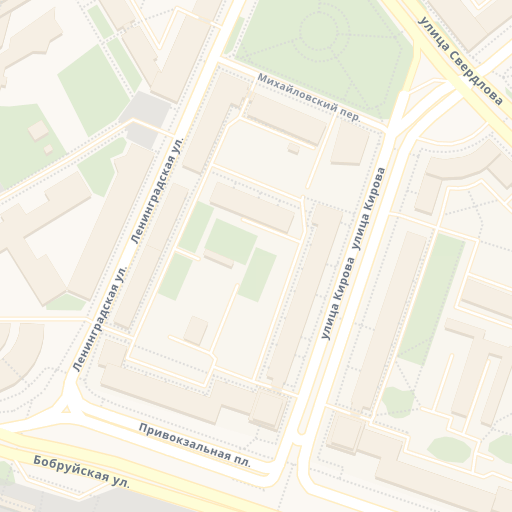 улица Свердлова
Михайловский пер.
Ленинградская ул.
улица Кирова
улица Кирова
Ленинградская ул.
Привокзальная пл.
Бобруйская ул.